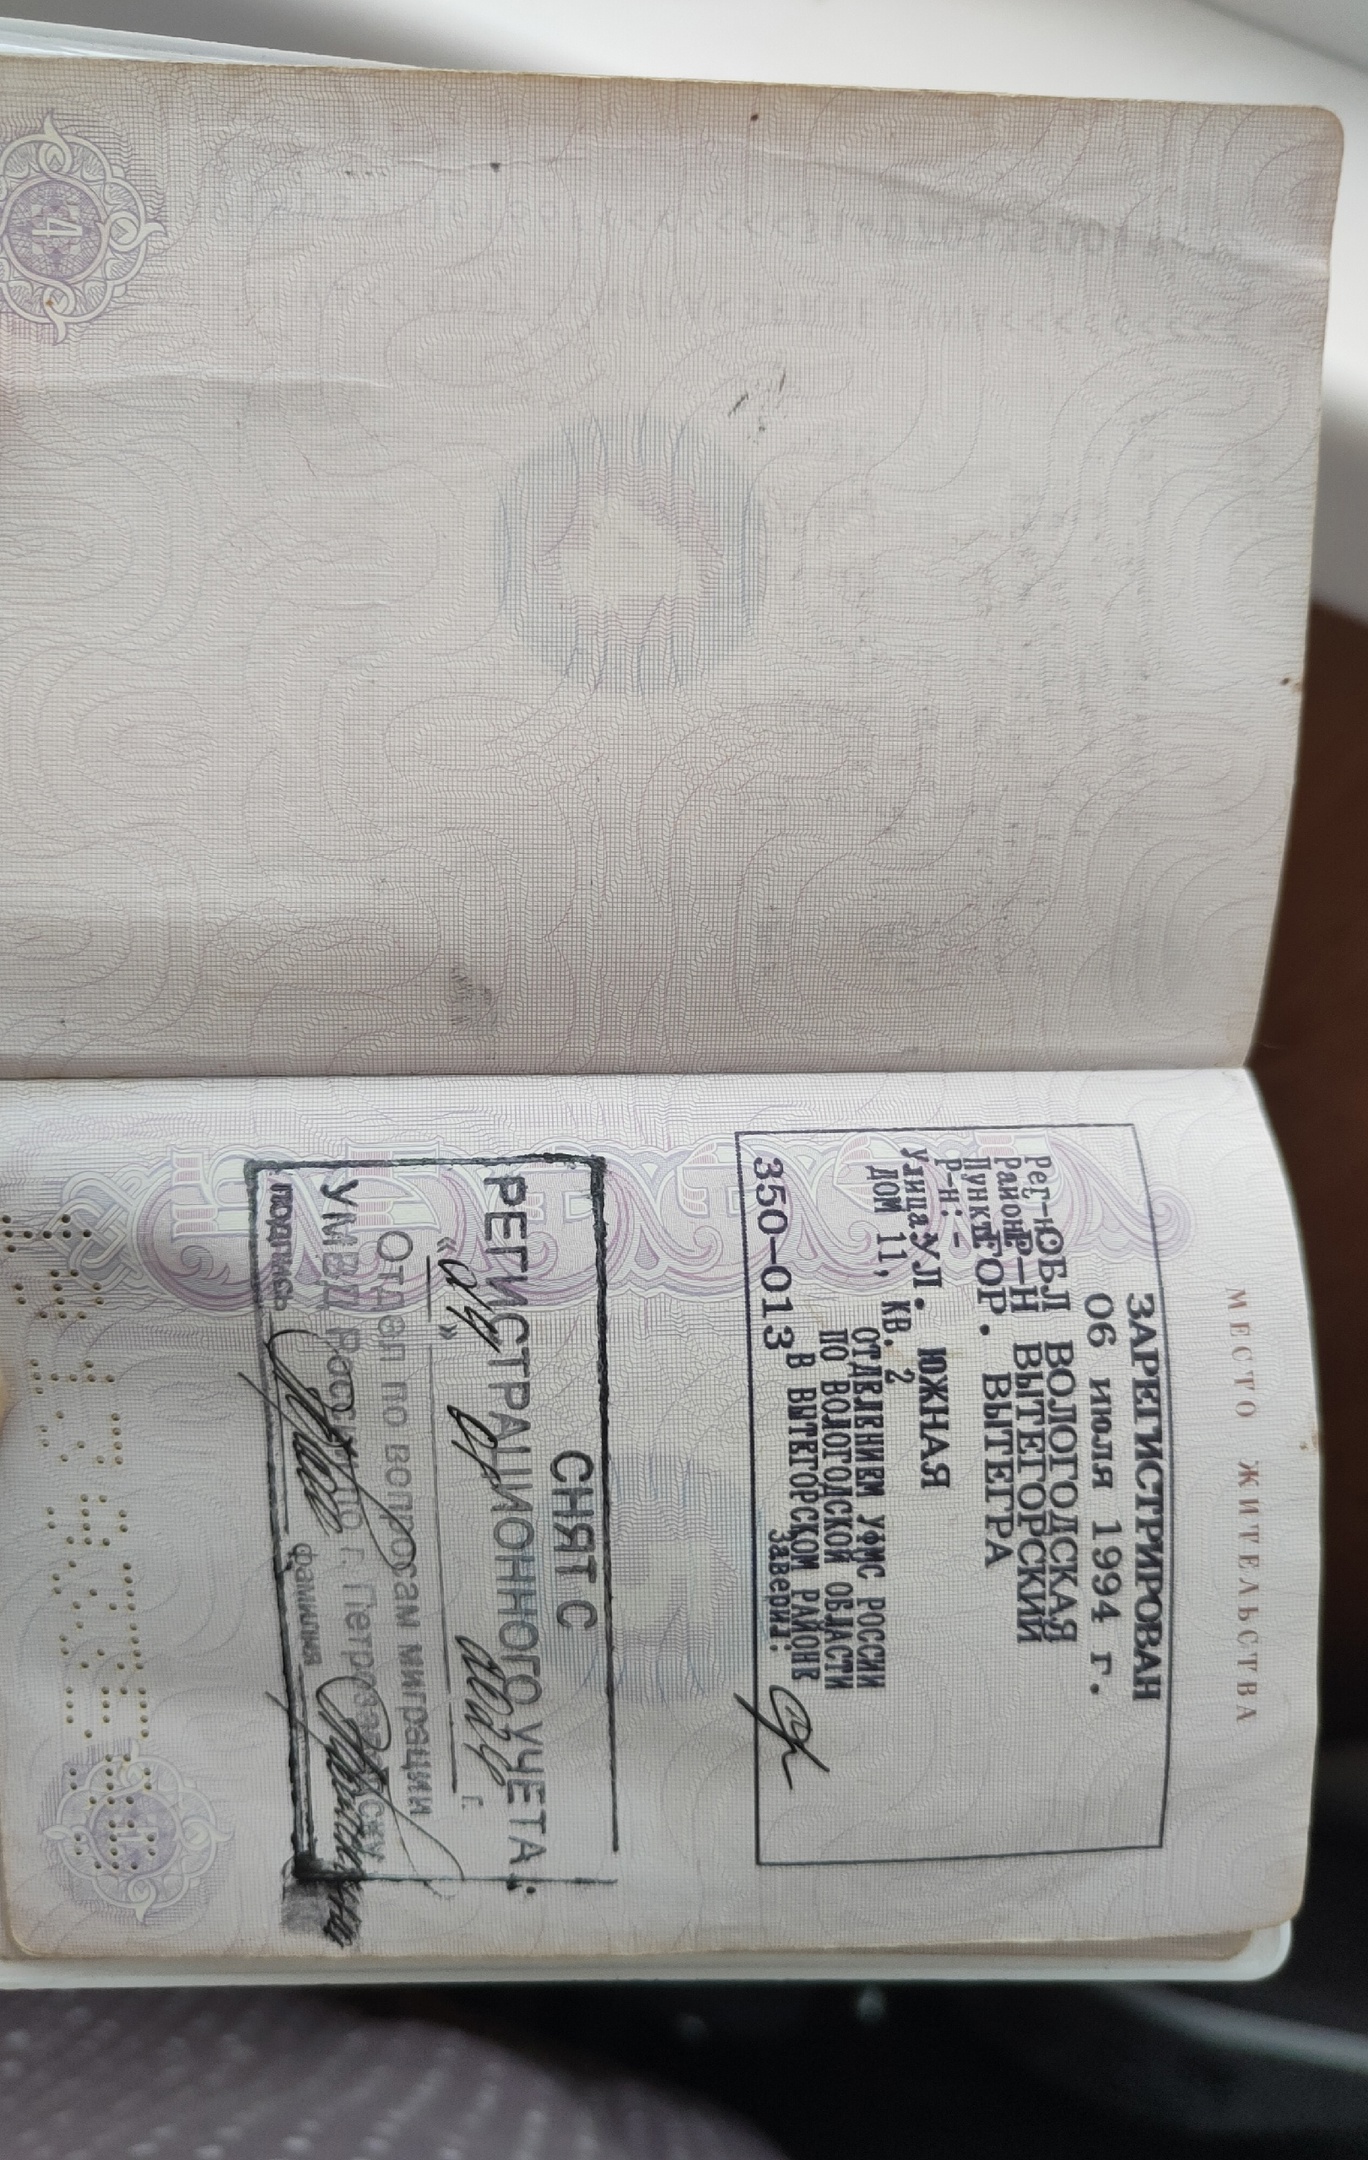 МЕСТО ЖИТЕЛЬСТВА
ЗАРЕГИСТРИРОВАН
06 июля 1994 г.
Рег-н ОБЛ ВОЛОГОДСКАЯ
Район Р-Н ВЫТЕГОРСКИЙ
Пункт ГОР. ВЫТЕГРА
Р-н: -
улица УЛ. ЮЖНАЯ
дом 11, кв. 2
ОТДЕЛЕНИЕМ УФМС РОССИИ
ПО ВОЛОГОДСКОЙ ОБЛАСТИ
В ВЫТЕГОРСКОМ РАЙОНЕ
350-013
Заверил:
СНЯТ С
РЕГИСТРАЦИОННОГО УЧЕТА:
г.
Отдел по вопросам миграции
УМВД России по г. Петрозаводску
подпись фамилия
4